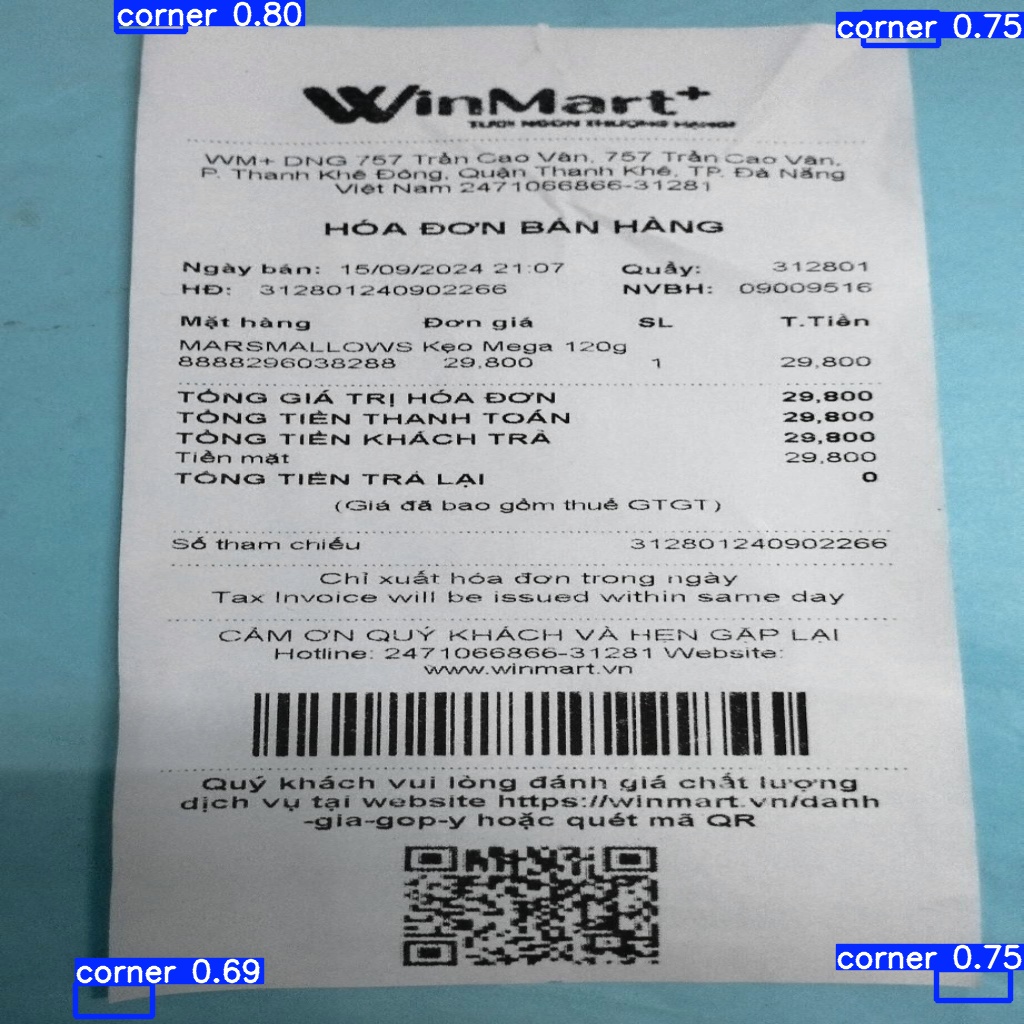 corner 0.80
corner 0.75
WinMart+
TƯƠI NGON THƯỢNG HẠNG!
WM+ DNG 757 Trần Cao Vân, 757 Trần Cao Vân,
P. Thanh Khê Đông, Quận Thanh Khê, TP. Đà Nẵng
Việt Nam 2471066866-31281
HÓA ĐƠN BÁN HÀNG
Ngày bán: 15/09/2024 21:07 Quầy: 312801
HĐ: 312801240902266 NVBH: 09009516
Mặt hàng Đơn giá SL T.Tiền
MARSMALLOWS Kẹo Mega 120g
8888296038288 29,800 1 29,800
TỔNG GIÁ TRỊ HÓA ĐƠN 29,800
TỔNG TIỀN THANH TOÁN 29,800
TỔNG TIỀN KHÁCH TRẢ 29,800
Tiền mặt 29,800
TỔNG TIỀN TRẢ LẠI 0
(Giá đã bao gồm thuế GTGT)
Số tham chiếu 312801240902266
Chỉ xuất hóa đơn trong ngày
Tax Invoice will be issued within same day
CẢM ƠN QUÝ KHÁCH VÀ HẸN GẶP LẠI
Hotline: 2471066866-31281 Website:
www.winmart.vn
Quý khách vui lòng đánh giá chất lượng
dịch vụ tại website https://winmart.vn/danh
-gia-gop-y hoặc quét mã QR
corner 0.69
corner 0.75